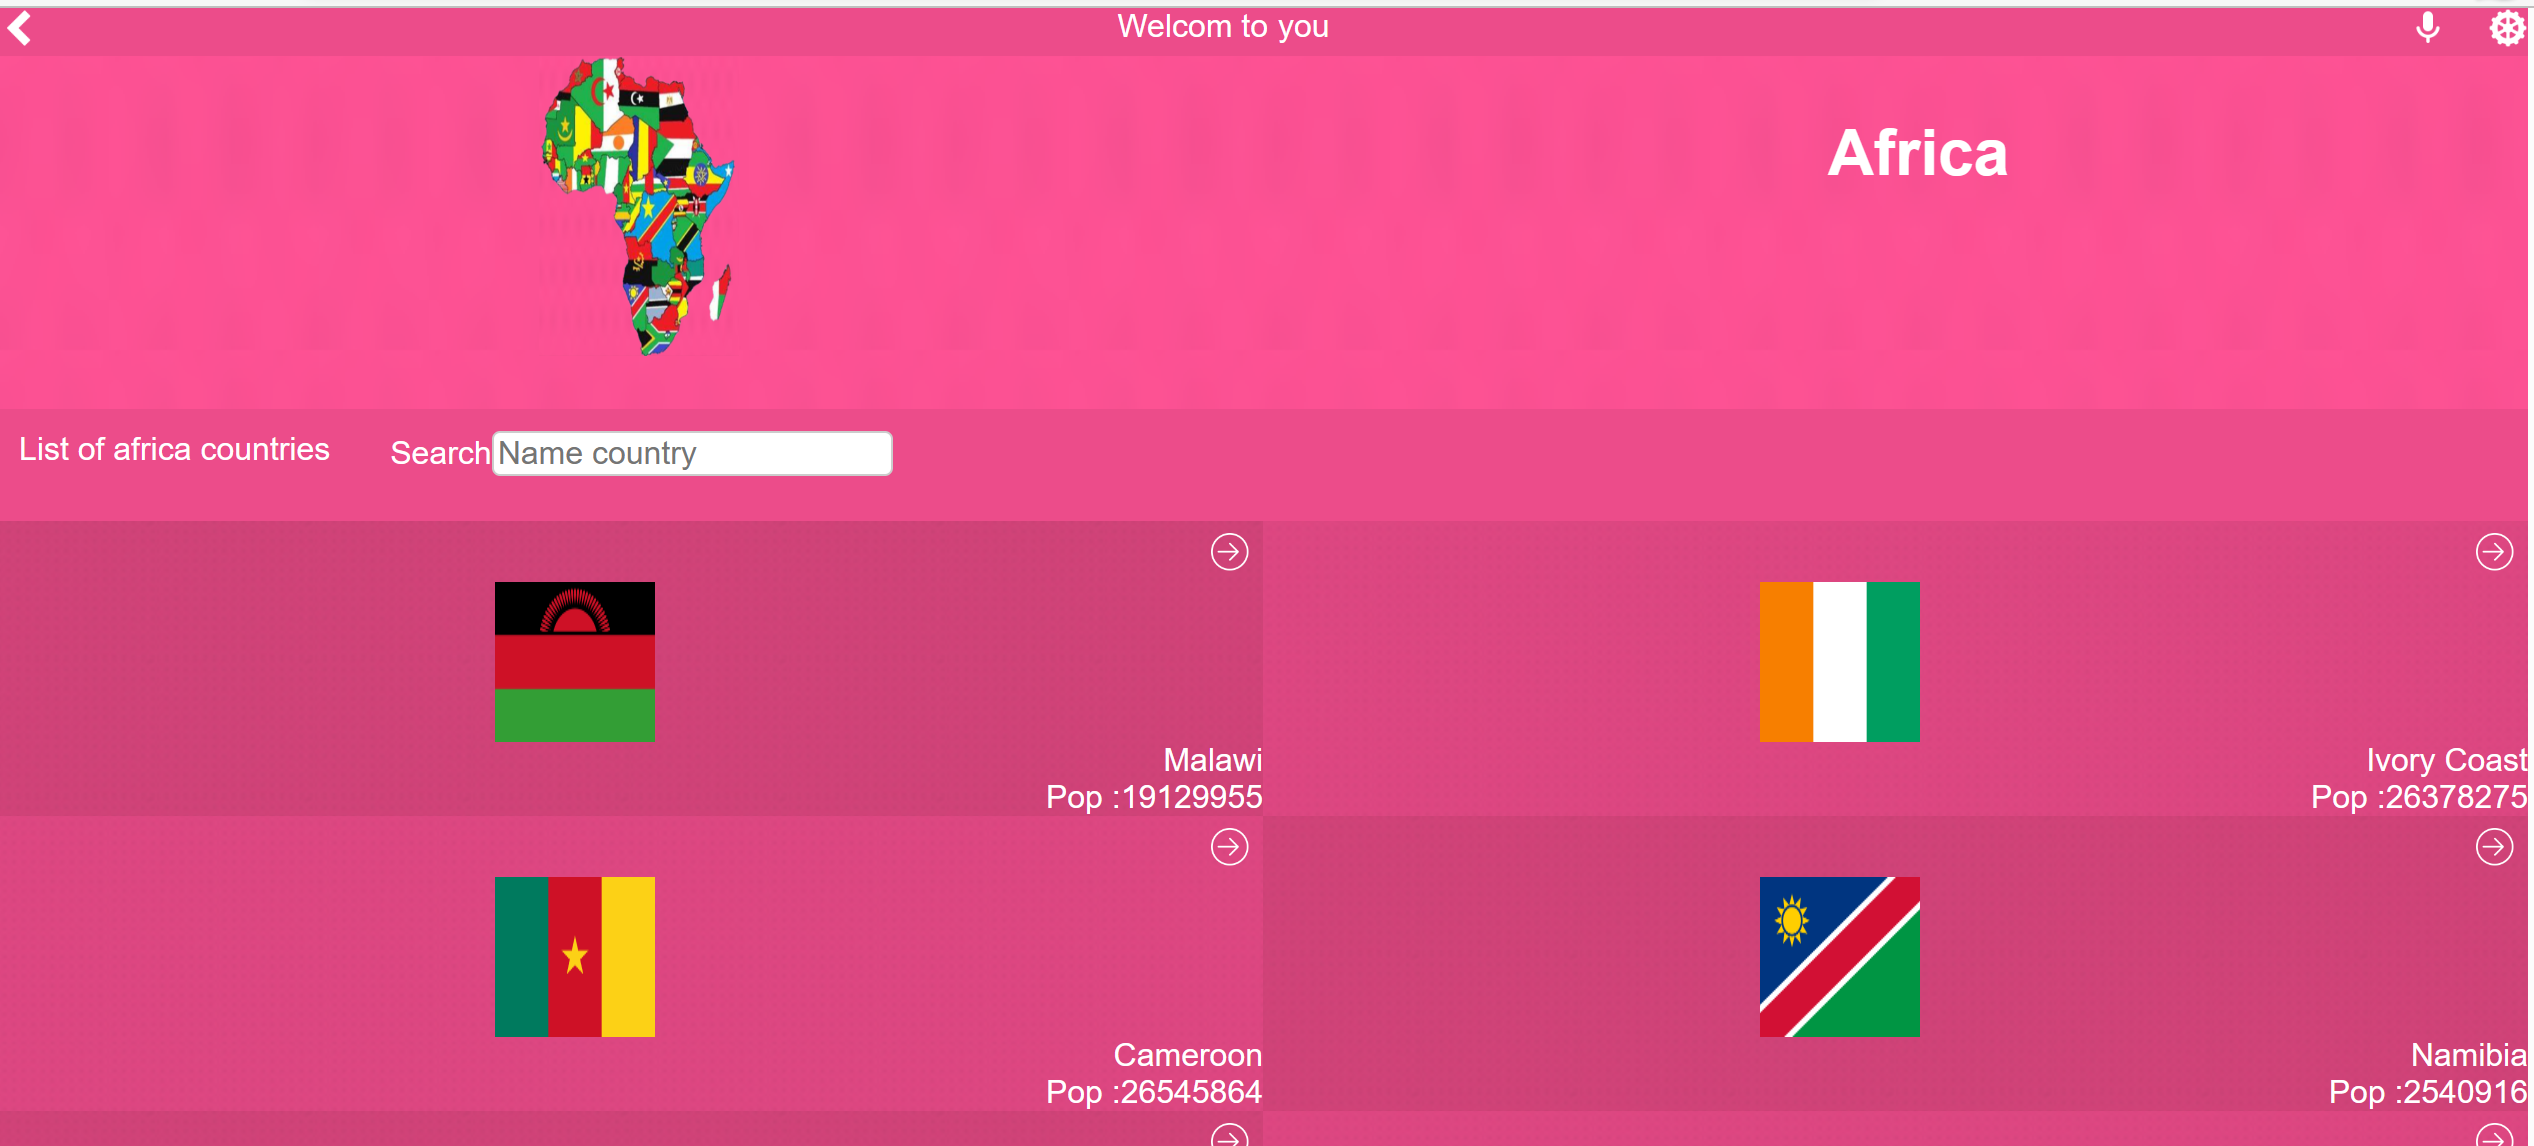 Welcom to you
Africa
List of africa countries
Search
Name country
Malawi
Pop :19129955
Ivory Coast
Pop :26378275
Cameroon
Pop :26545864
Namibia
Pop :2540916